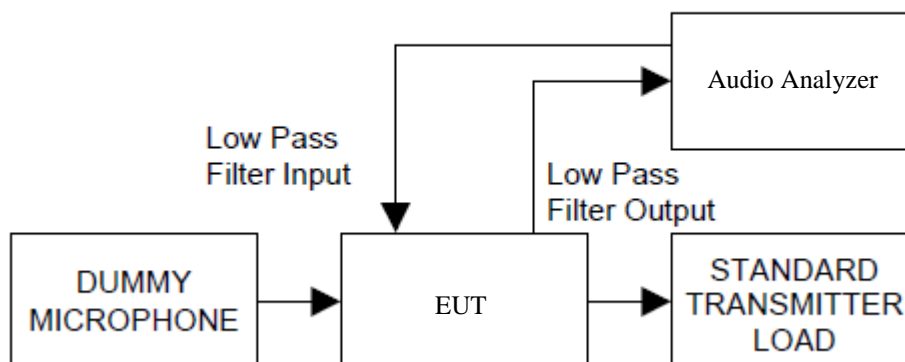 Audio Analyzer
Low Pass
Filter Input
Low Pass
Filter Output
DUMMY
MICROPHONE
EUT
STANDARD
TRANSMITTER
LOAD